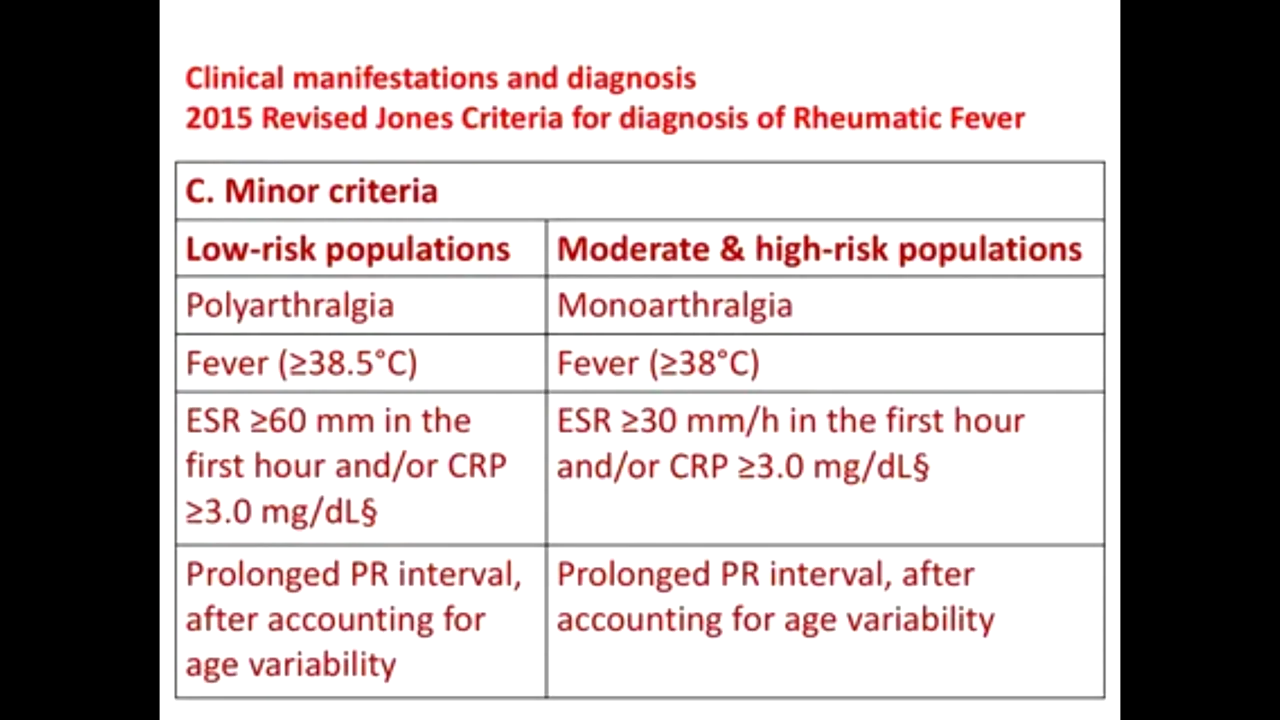 Clinical manifestations and diagnosis
2015 Revised Jones Criteria for diagnosis of Rheumatic Fever
C. Minor criteria
Low-risk populations
Moderate & high-risk populations
Polyarthralgia
Monoarthralgia
Fever (≥38.5°C)
Fever (≥38°C)
ESR ≥60 mm in the
first hour and/or CRP
≥3.0 mg/dL§
ESR ≥30 mm/h in the first hour
and/or CRP ≥3.0 mg/dL§
Prolonged PR interval,
after accounting for
age variability
Prolonged PR interval, after
accounting for age variability